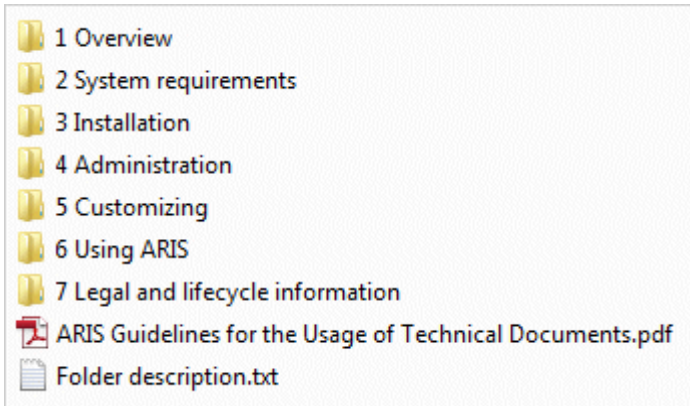 1 Overview
2 System requirements
3 Installation
4 Administration
5 Customizing
6 Using ARIS
7 Legal and lifecycle information
ARIS Guidelines for the Usage of Technical Documents.pdf
Folder description.txt